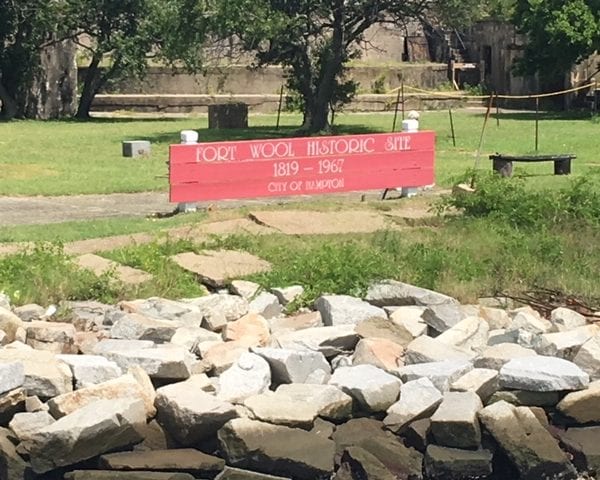 FORT WOOL HISTORIC SITE
1819 – 1967
CITY OF HAMPTON